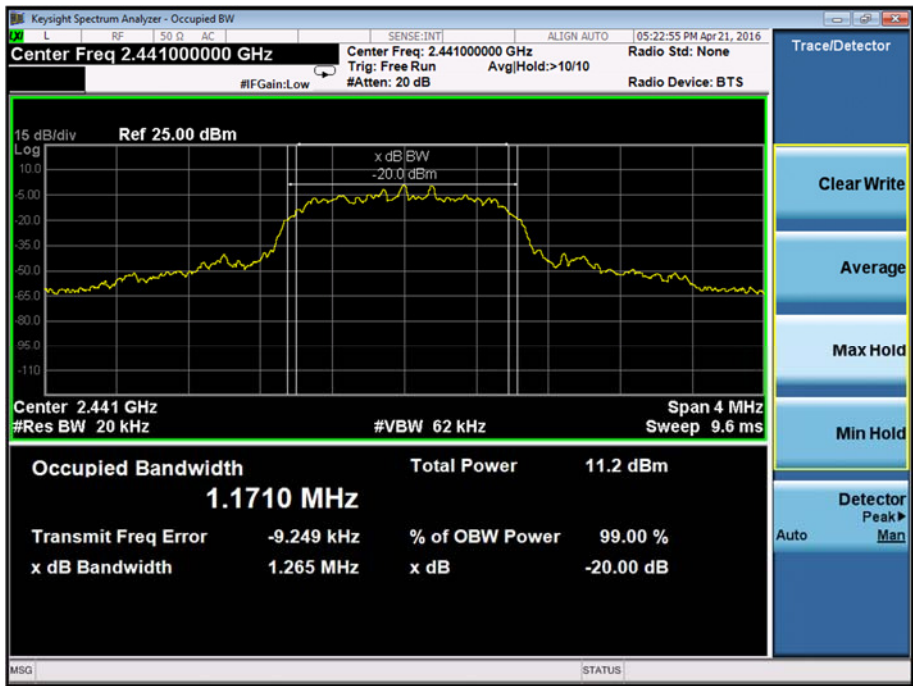 Keysight Spectrum Analyzer - Occupied BW
LXI L RF 50 Ω AC SENSE:INT ALIGN AUTO 05:22:55 PM Apr 21, 2016
Center Freq 2.441000000 GHz
Center Freq: 2.441000000 GHz Radio Std: None
Trig: Free Run Avg|Hold:>10/10
#IFGain:Low #Atten: 20 dB Radio Device: BTS
15 dB/div Ref 25.00 dBm
Log
x dB BW
-20.0 dBm
10.0
-5.00
-20.0
-35.0
-50.0
-65.0
-80.0
-95.0
-110
Center 2.441 GHz Span 4 MHz
#Res BW 20 kHz #VBW 62 kHz Sweep 9.6 ms
Occupied Bandwidth Total Power 11.2 dBm
1.1710 MHz
Transmit Freq Error -9.249 kHz % of OBW Power 99.00 %
x dB Bandwidth 1.265 MHz x dB -20.00 dB
MSG STATUS
Trace/Detector
Clear Write
Average
Max Hold
Min Hold
Detector
Peak▶
Auto Man